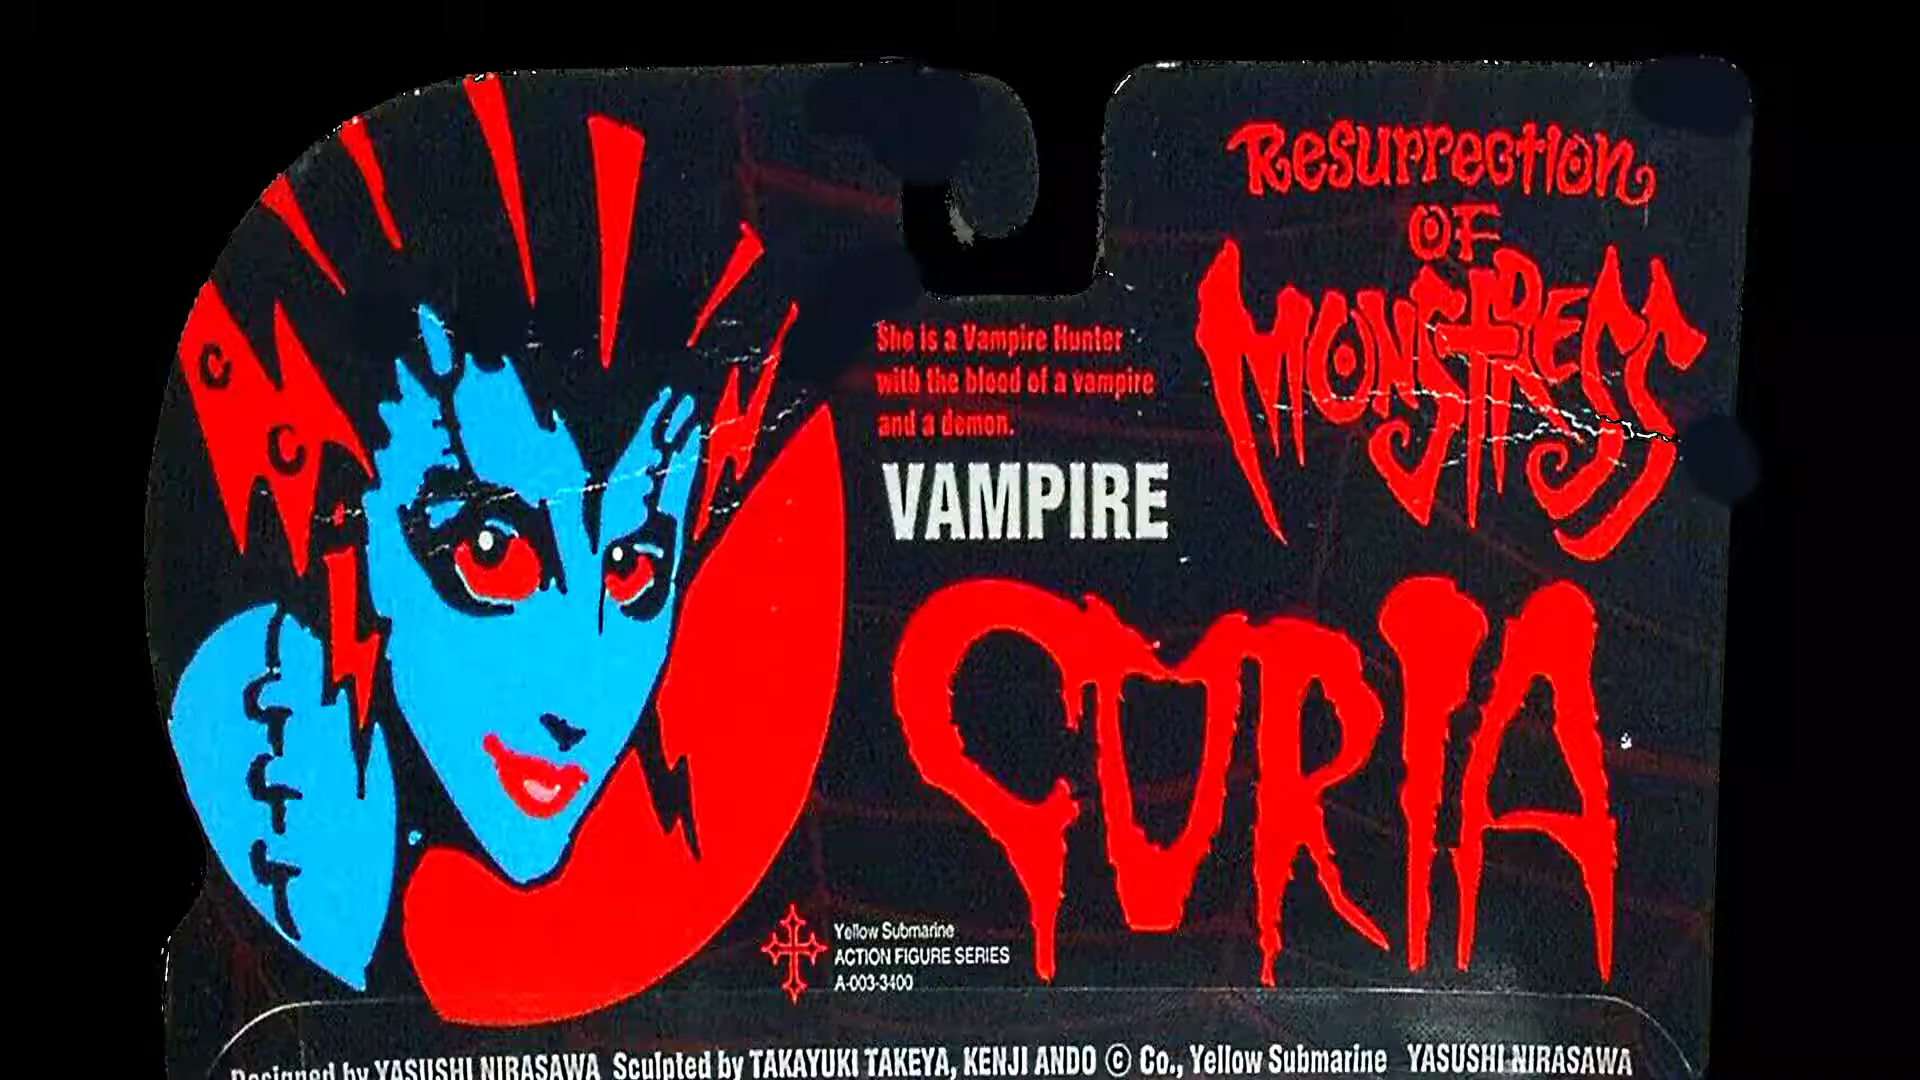 Resurrection
OF
MONSTRESS
She is a Vampire Hunter
with the blood of a vampire
and a demon.
VAMPIRE
CURIA
Yellow Submarine
ACTION FIGURE SERIES
A-003-3400
Designed by YASUSHI NIRASAWA Sculpted by TAKAYUKI TAKEYA, KENJI ANDO © Co., Yellow Submarine YASUSHI NIRASAWA